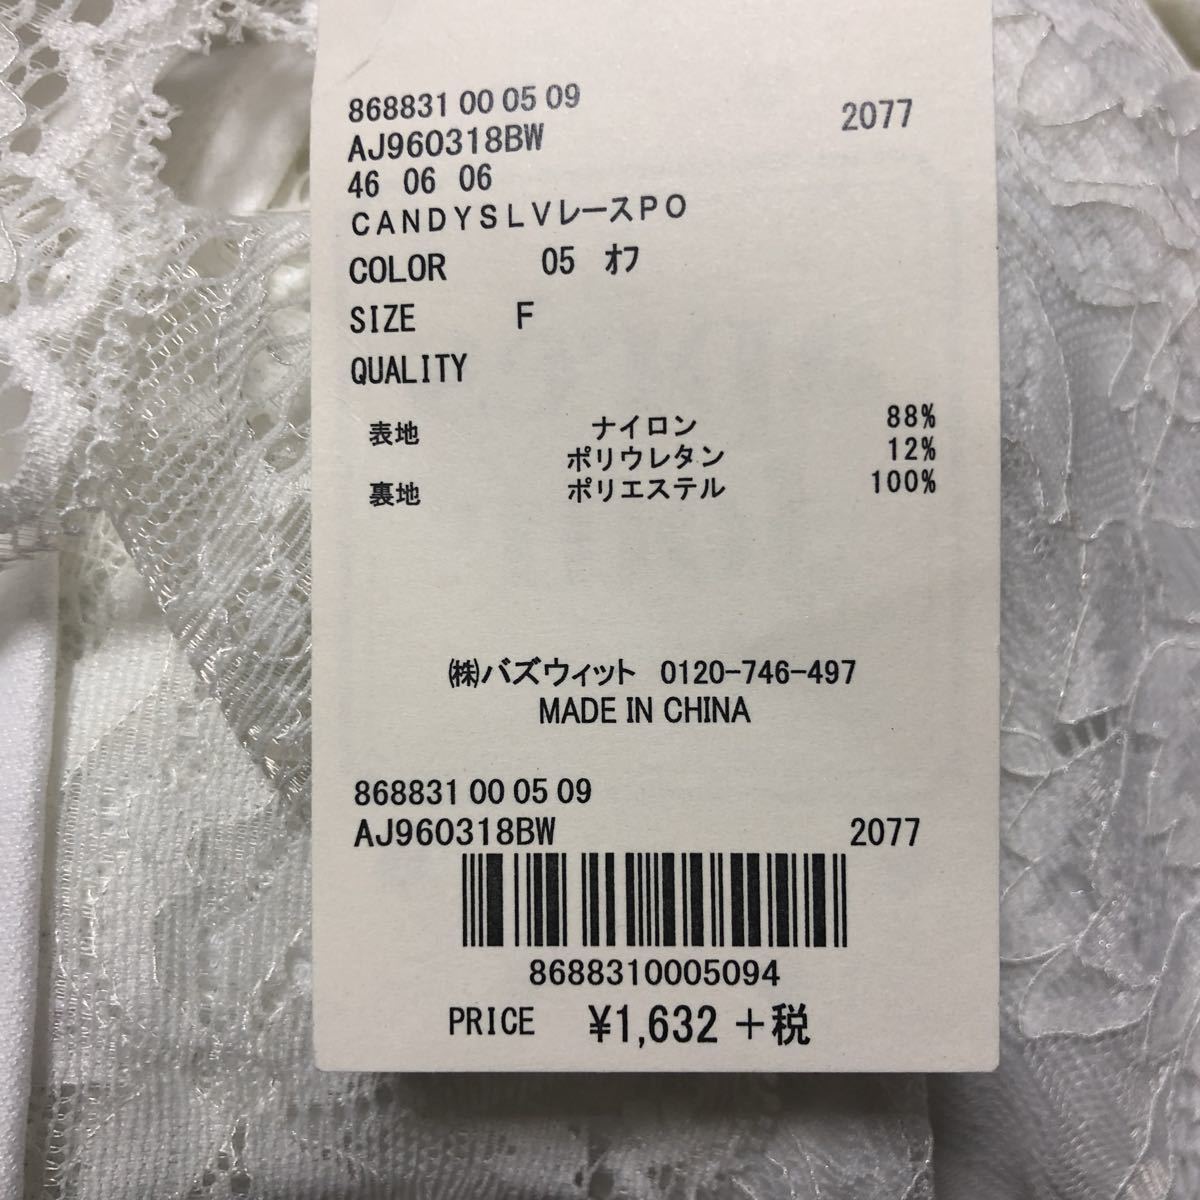 868831 00 05 09
AJ960318BW 2077
46 06 06
CANDYSLVレースPO
COLOR 05 オフ
SIZE F
QUALITY
表地 ナイロン 88%
ポリウレタン 12%
裏地 ポリエステル 100%
㈱バズウィット 0120-746-497
MADE IN CHINA
868831 00 05 09
AJ960318BW 2077
8688310005094
PRICE ¥1,632 +税